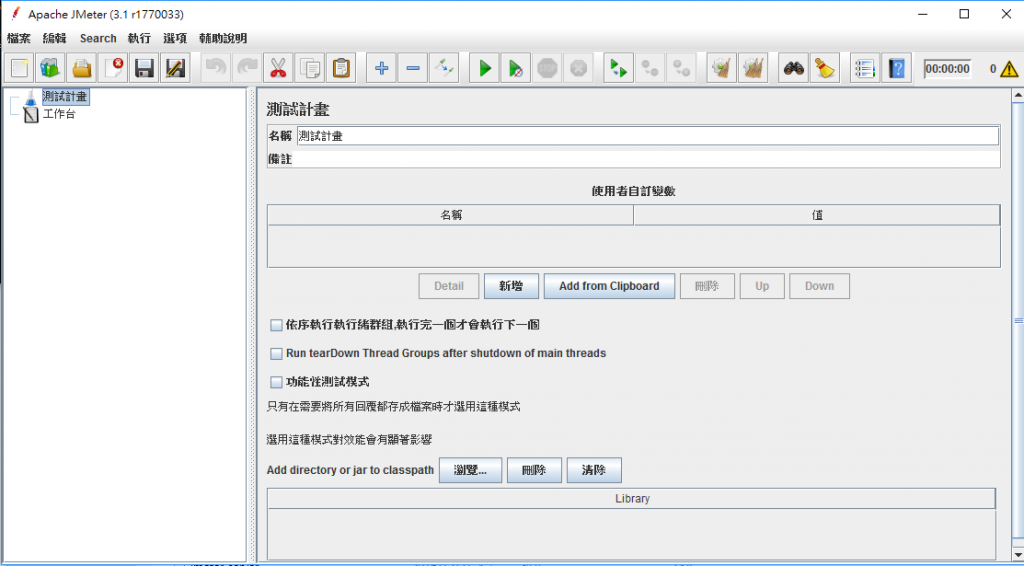 Apache JMeter (3.1 r1770033)
檔案 編輯 Search 執行 選項 輔助說明
00:00:00 0
測試計畫
工作台
測試計畫
名稱 測試計畫
備註
使用者自訂變數
名稱 值
Detail 新增 Add from Clipboard 刪除 Up Down
依序執行執行緒群組,執行完一個才會執行下一個
Run tearDown Thread Groups after shutdown of main threads
功能性測試模式
只有在需要將所有回覆都存成檔案時才選用這種模式
選用這種模式對效能會有顯著影響
Add directory or jar to classpath 瀏覽... 刪除 清除
Library